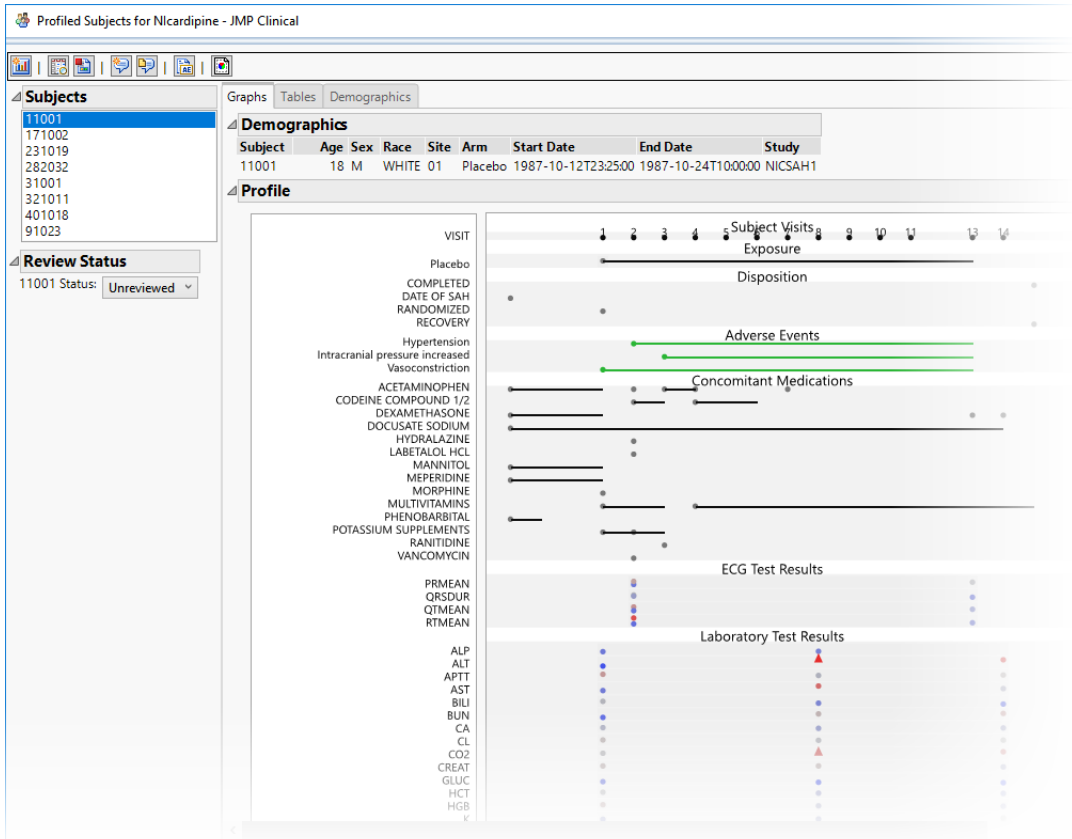 Profiled Subjects for NIcardipine - JMP Clinical
Subjects
11001
171002
231019
282032
31001
321011
401018
91023
Review Status
11001 Status: Unreviewed
Graphs Tables Demographics
Demographics
Subject Age Sex Race Site Arm Start Date End Date Study
11001 18 M WHITE 01 Placebo 1987-10-12T23:25:00 1987-10-24T10:00:00 NICSAH1
Profile
Subject Visits
VISIT 1 2 3 4 5 6 7 8 9 10 11 13 14
Exposure
Placebo
Disposition
COMPLETED
DATE OF SAH
RANDOMIZED
RECOVERY
Adverse Events
Hypertension
Intracranial pressure increased
Vasoconstriction
Concomitant Medications
ACETAMINOPHEN
CODEINE COMPOUND 1/2
DEXAMETHASONE
DOCUSATE SODIUM
HYDRALAZINE
LABETALOL HCL
MANNITOL
MEPERIDINE
MORPHINE
MULTIVITAMINS
PHENOBARBITAL
POTASSIUM SUPPLEMENTS
RANITIDINE
VANCOMYCIN
ECG Test Results
PRMEAN
QRSDUR
QTMEAN
RTMEAN
Laboratory Test Results
ALP
ALT
APTT
AST
BILI
BUN
CA
CL
CO2
CREAT
GLUC
HCT
HGB
K